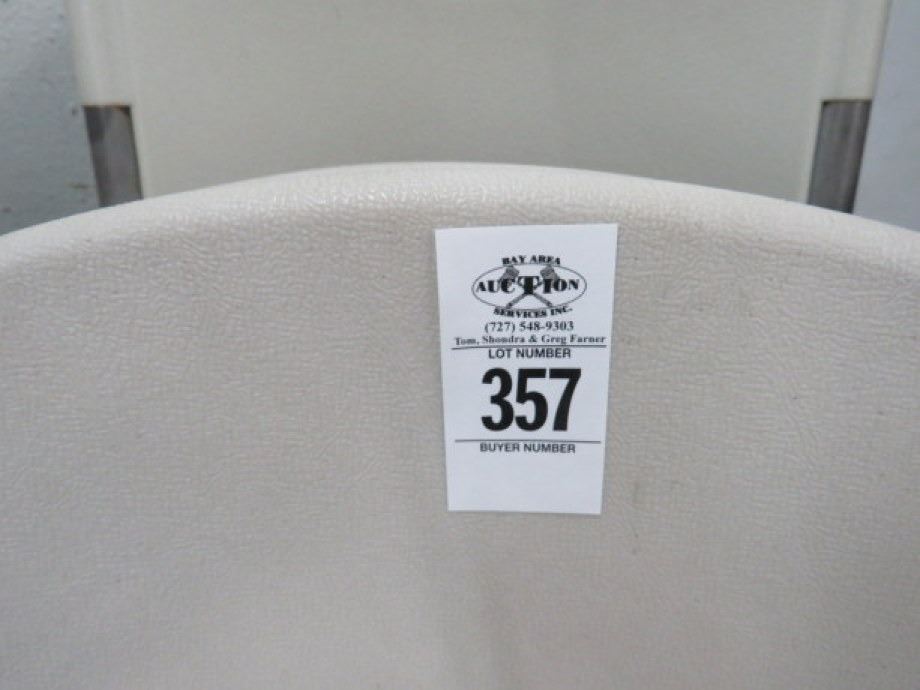 BAY AREA
AUCTION
SERVICES INC.
(727) 548-9303
Tom, Shondra & Greg Farner
LOT NUMBER
357
BUYER NUMBER